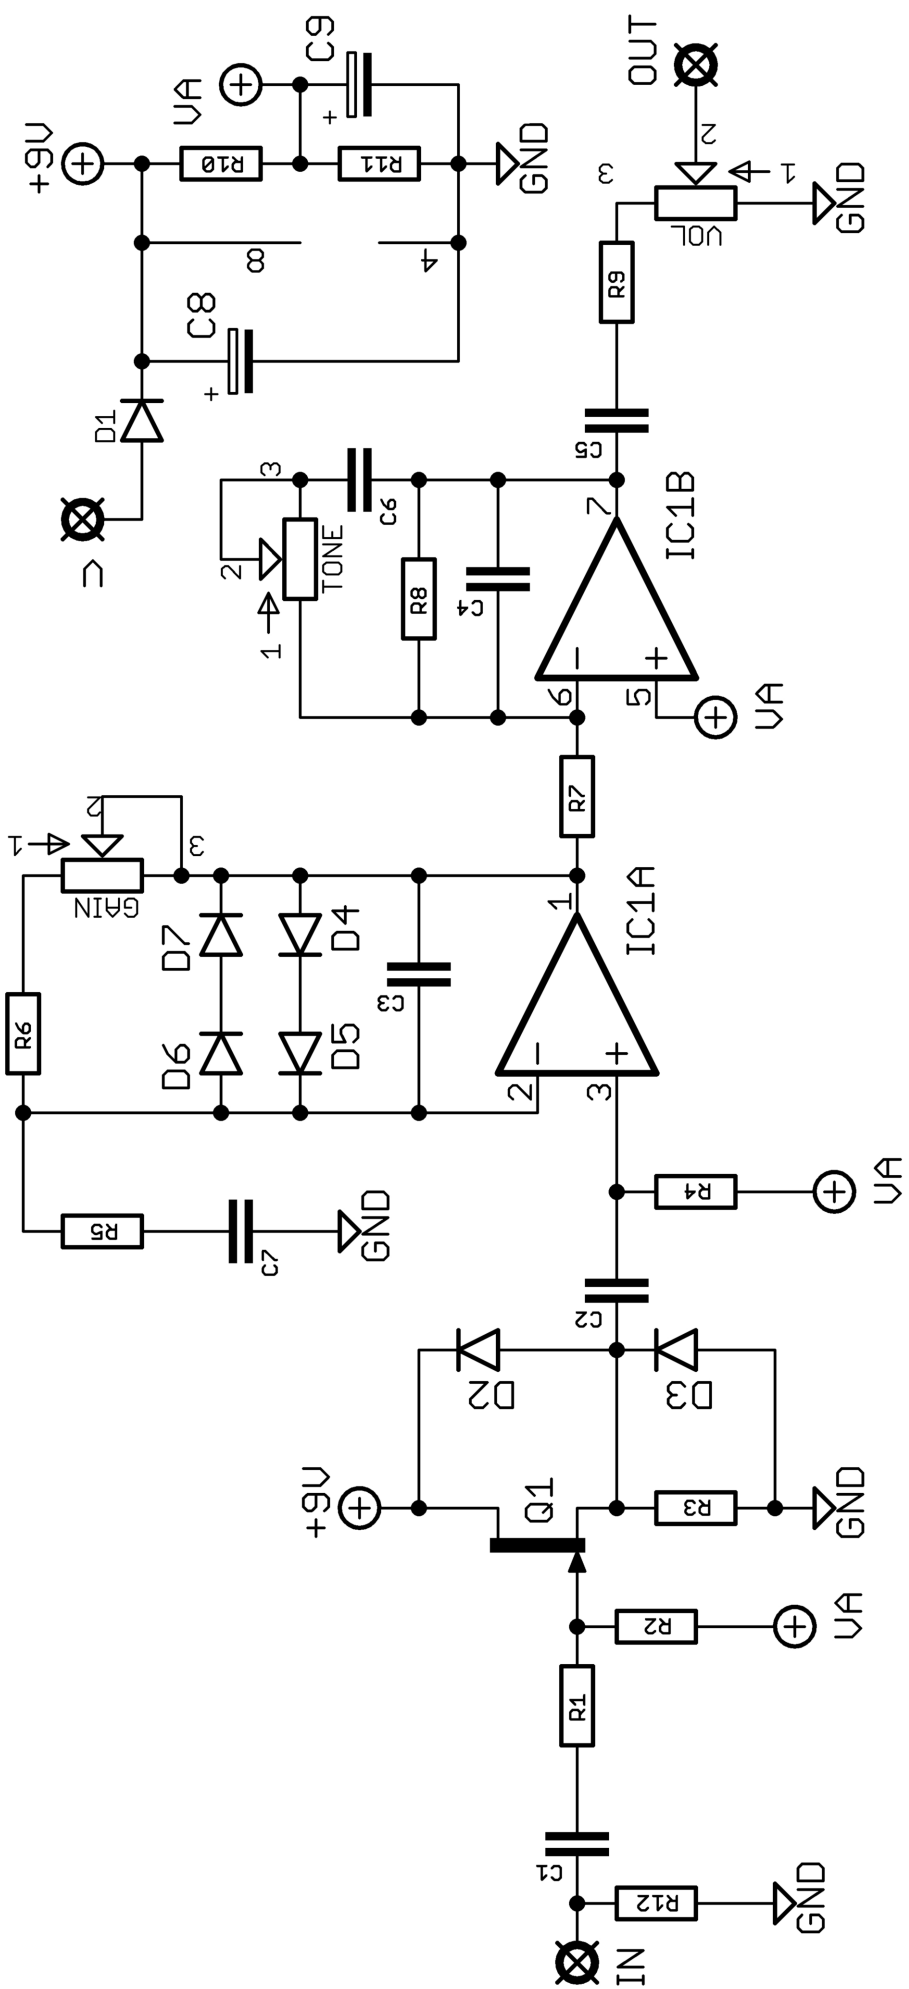 OUT
C9
VA
+9V
+
R10
R11
GND
2
1
3
VOL
GND
8
4
C8
+
R9
D1
V
C5
3
C6
2
TONE
1
R8
C4
7
IC1B
-
+
6
5
VA
R7
1
2
3
GAIN
D7
D4
1
IC1A
R6
D6
D5
C3
-
+
2
3
R5
C7
GND
R4
VA
C2
D2
D3
+9V
Q1
R3
GND
R2
VA
R1
C1
R12
GND
IN